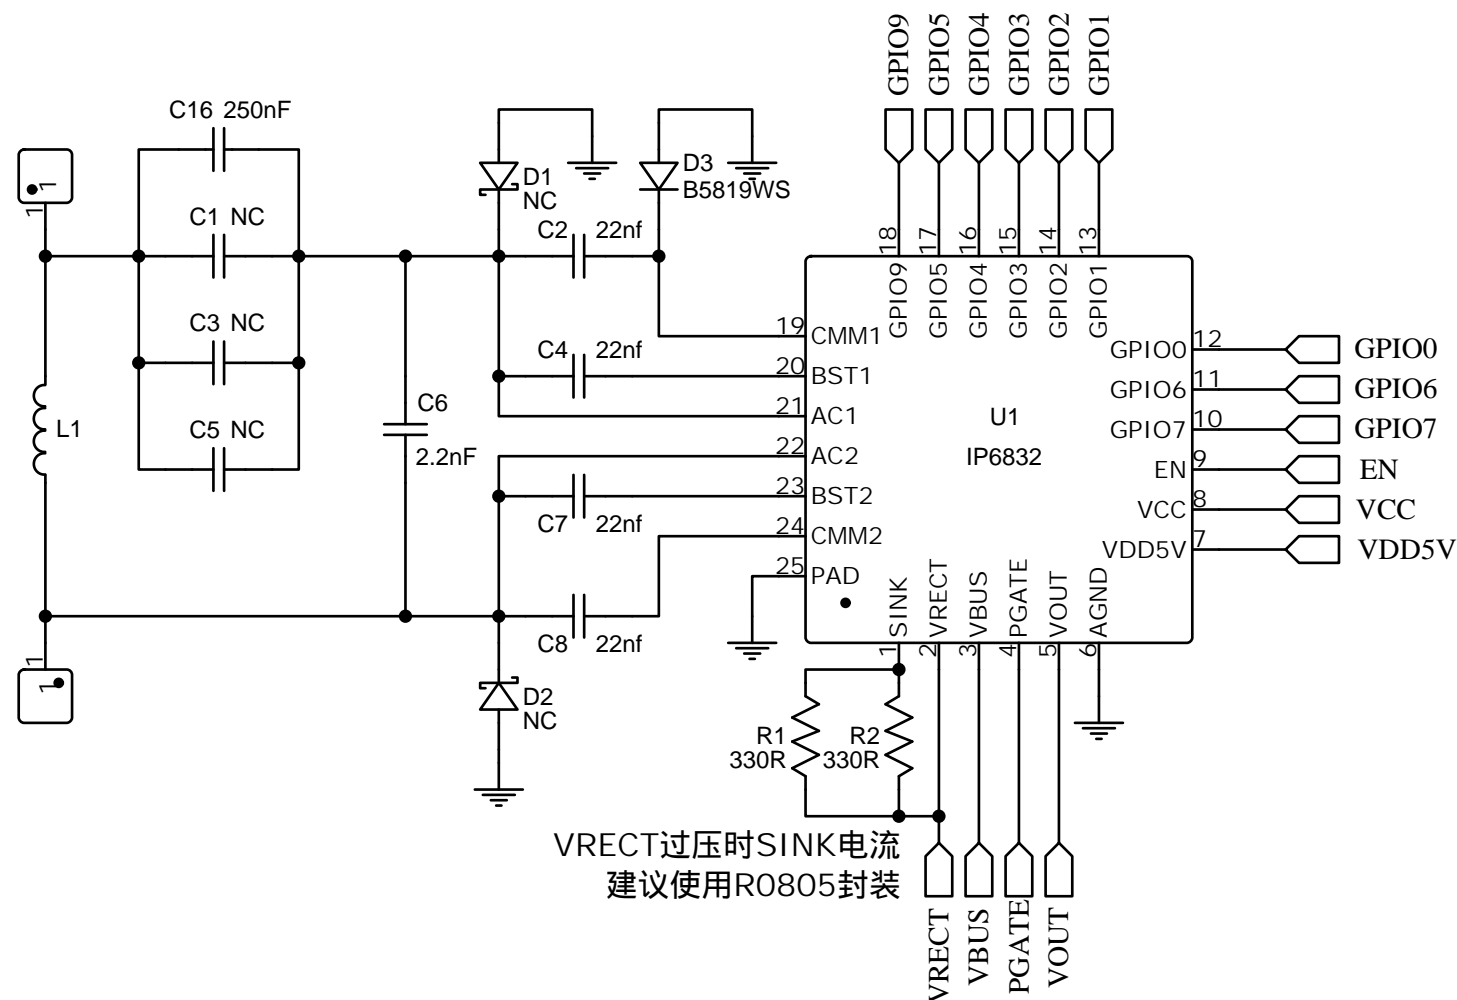 GPIO9
GPIO5
GPIO4
GPIO3
GPIO2
GPIO1
C16 250nF
1
1
C1 NC
C3 NC
C5 NC
L1
C6
2.2nF
D1
NC
D3
B5819WS
C2 22nf
C4 22nf
C7 22nf
C8 22nf
D2
NC
1
1
18
17
16
15
14
13
GPIO9
GPIO5
GPIO4
GPIO3
GPIO2
GPIO1
19 CMM1
20 BST1
21 AC1
22 AC2
23 BST2
24 CMM2
25 PAD
U1
IP6832
GPIO0 12 GPIO0
GPIO6 11 GPIO6
GPIO7 10 GPIO7
EN 9 EN
VCC 8 VCC
VDD5V 7 VDD5V
SINK
VRECT
VBUS
PGATE
VOUT
AGND
1
2
3
4
5
6
R1
330R
R2
330R
VRECT过压时SINK电流
建议使用R0805封装
VRECT
VBUS
PGATE
VOUT